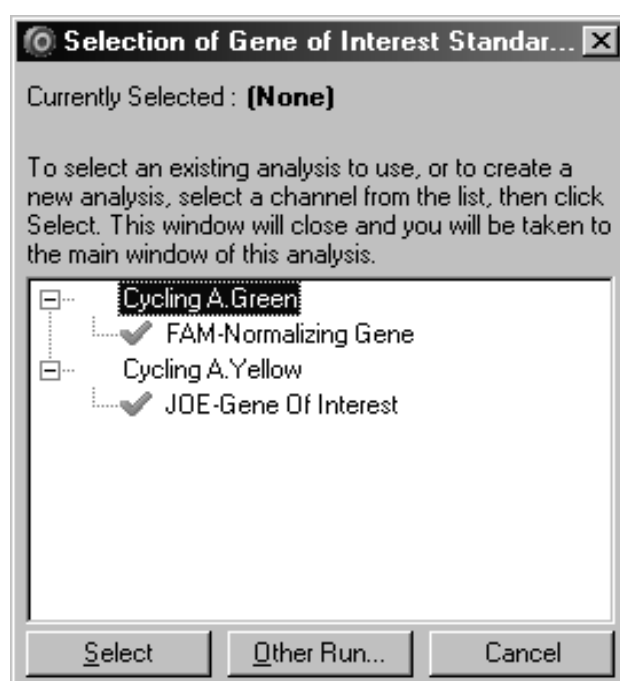 Selection of Gene of Interest Standar...
Currently Selected : (None)
To select an existing analysis to use, or to create a
new analysis, select a channel from the list, then click
Select. This window will close and you will be taken to
the main window of this analysis.
Cycling A.Green
FAM-Normalizing Gene
Cycling A.Yellow
JOE-Gene Of Interest
Select Other Run... Cancel